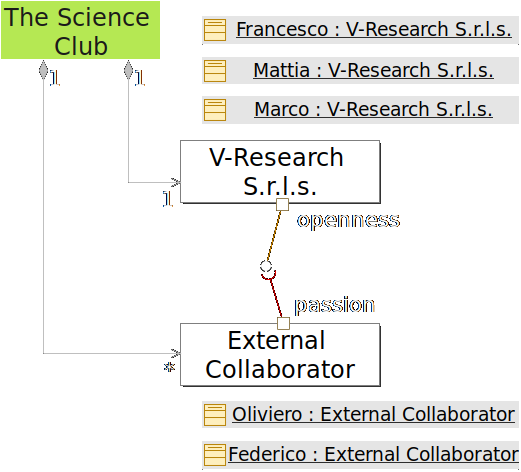 The Science
Club
Francesco : V-Research S.r.l.s.
Mattia : V-Research S.r.l.s.
Marco : V-Research S.r.l.s.
1
1
V-Research
S.r.l.s.
1
openness
passion
External
Collaborator
*
Oliviero : External Collaborator
Federico : External Collaborator